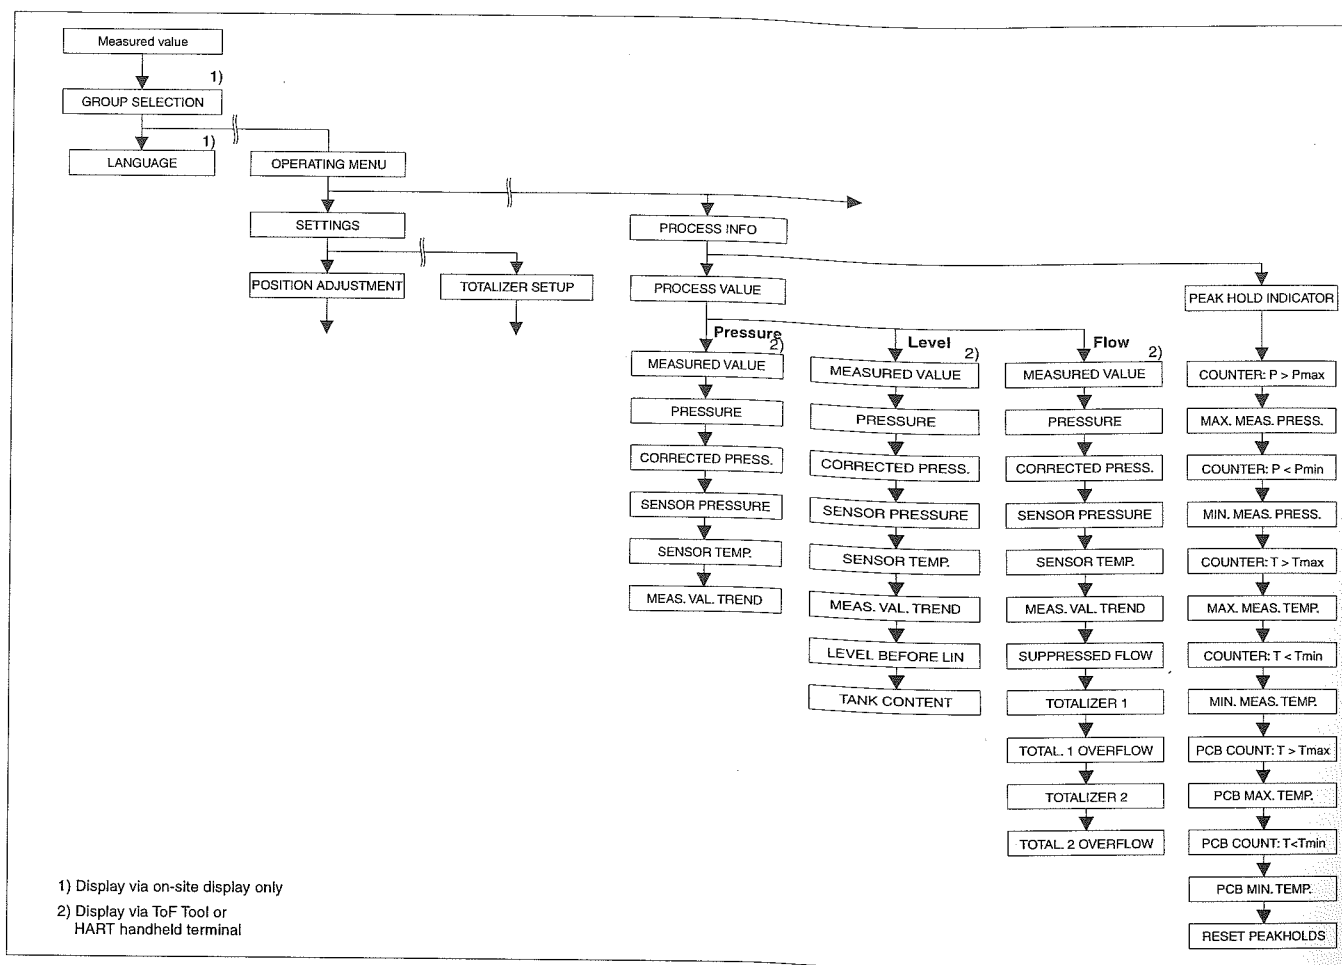 Measured value
1)
GROUP SELECTION
1)
LANGUAGE
OPERATING MENU
SETTINGS
PROCESS INFO
POSITION ADJUSTMENT
TOTALIZER SETUP
PROCESS VALUE
PEAK HOLD INDICATOR
Pressure
2)
MEASURED VALUE
PRESSURE
CORRECTED PRESS.
SENSOR PRESSURE
SENSOR TEMP.
MEAS. VAL. TREND
Level
2)
MEASURED VALUE
PRESSURE
CORRECTED PRESS.
SENSOR PRESSURE
SENSOR TEMP.
MEAS. VAL. TREND
LEVEL BEFORE LIN
TANK CONTENT
Flow
2)
MEASURED VALUE
PRESSURE
CORRECTED PRESS.
SENSOR PRESSURE
SENSOR TEMP.
MEAS. VAL. TREND
SUPPRESSED FLOW
TOTALIZER 1
TOTAL. 1 OVERFLOW
TOTALIZER 2
TOTAL. 2 OVERFLOW
COUNTER: P > Pmax
MAX. MEAS. PRESS.
COUNTER: P < Pmin
MIN. MEAS. PRESS.
COUNTER: T > Tmax
MAX. MEAS. TEMP.
COUNTER: T < Tmin
MIN. MEAS. TEMP.
PCB COUNT: T > Tmax
PCB MAX. TEMP.
PCB COUNT: T<Tmin
PCB MIN. TEMP.
RESET PEAKHOLDS
1) Display via on-site display only
2) Display via ToF Tool or
HART handheld terminal